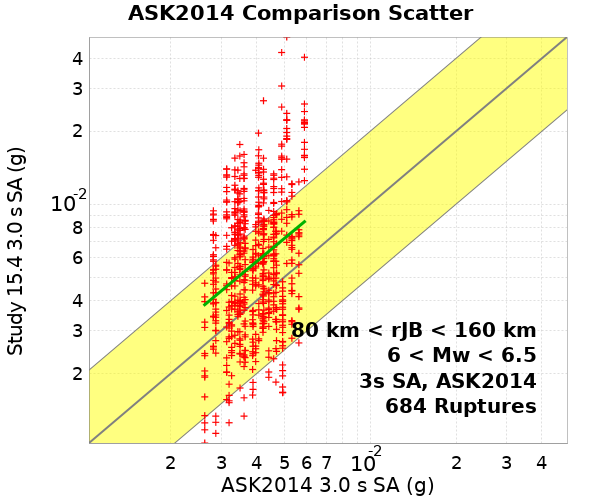 ASK2014 Comparison Scatter
Study 15.4 3.0 s SA (g)
4
3
2
10-2
8
6
4
3
2
80 km < rJB < 160 km
6 < Mw < 6.5
3s SA, ASK2014
684 Ruptures
2 3 4 5 6 7 10-2 2 3 4
ASK2014 3.0 s SA (g)